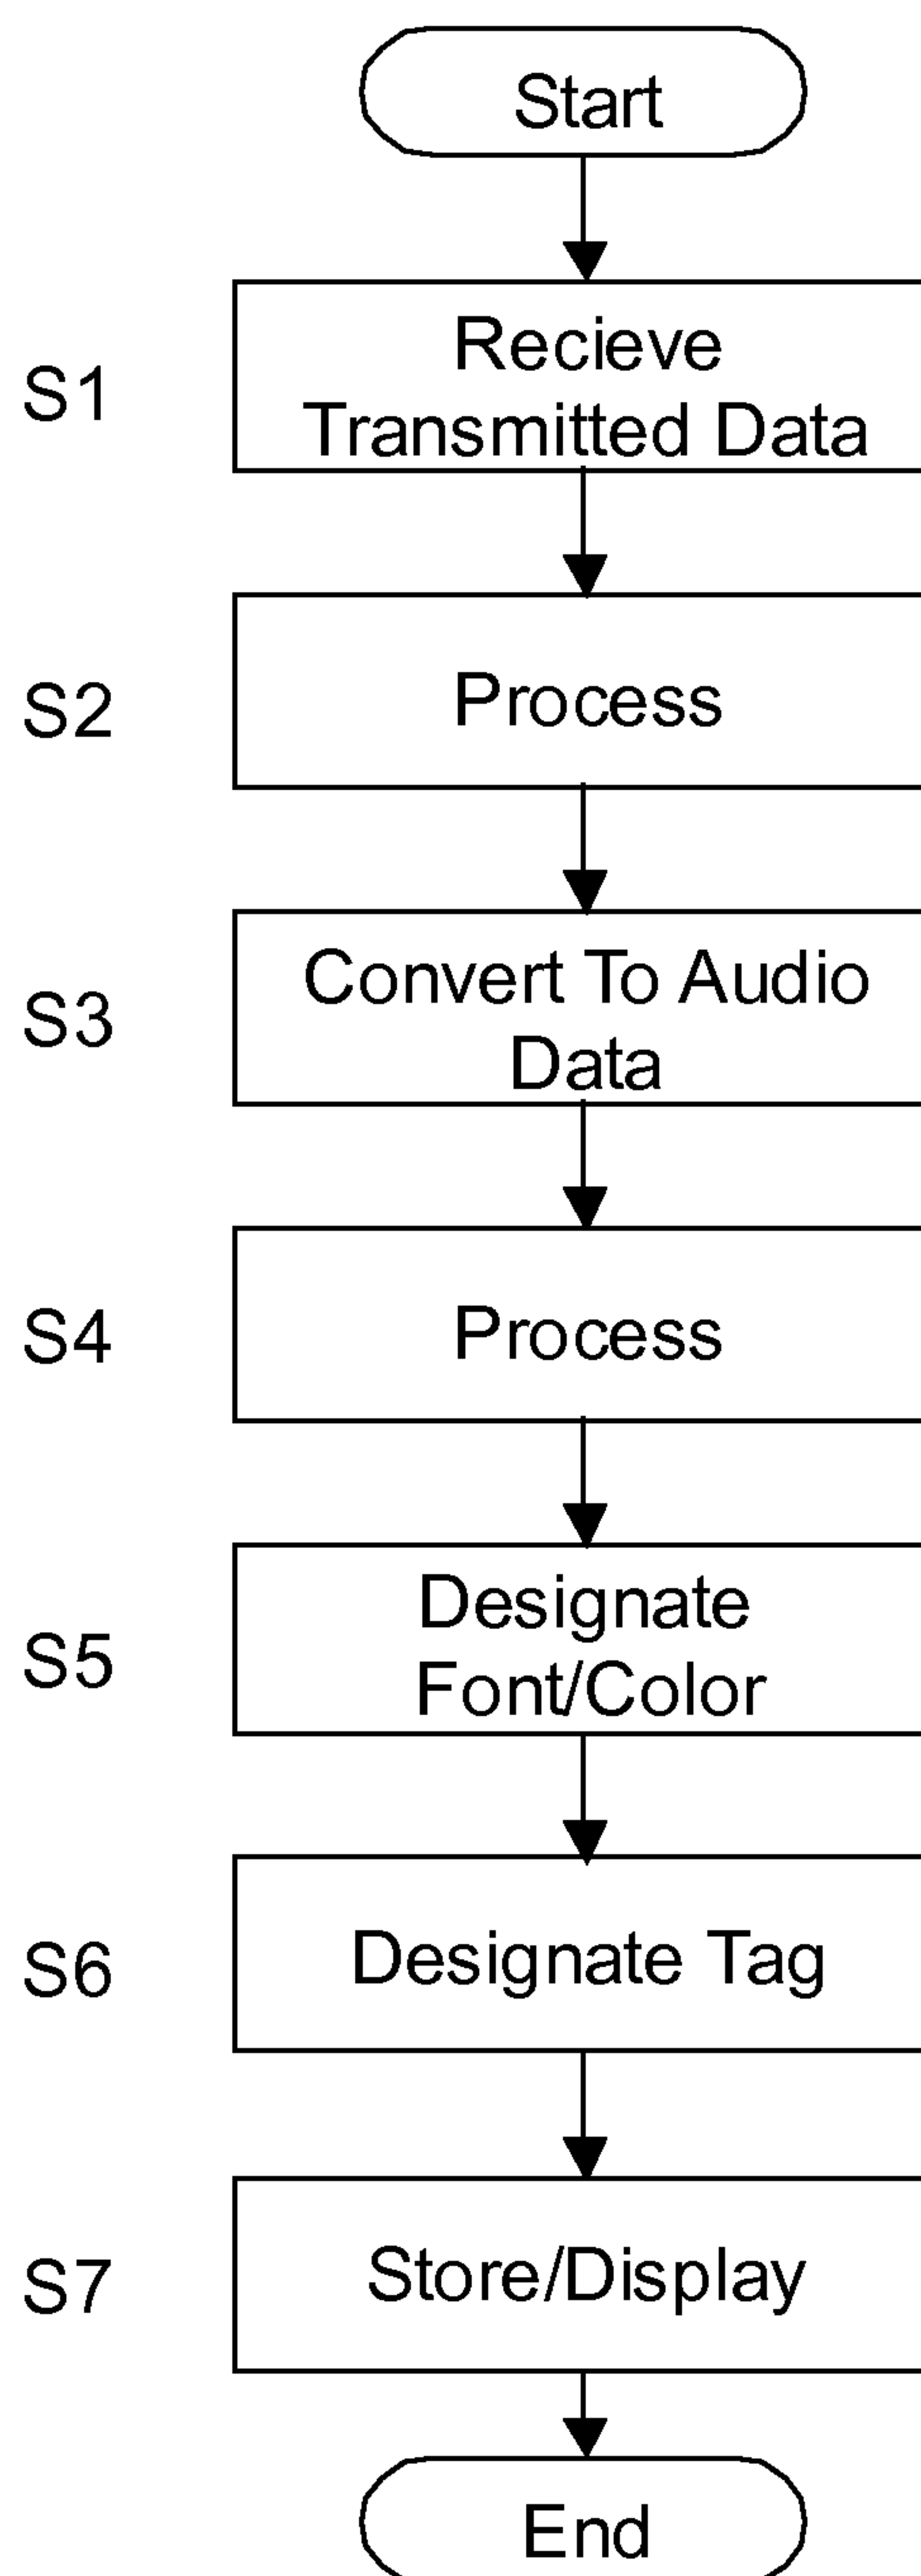 Start
S1
Recieve
Transmitted Data
S2
Process
S3
Convert To Audio
Data
S4
Process
S5
Designate
Font/Color
S6
Designate Tag
S7
Store/Display
End